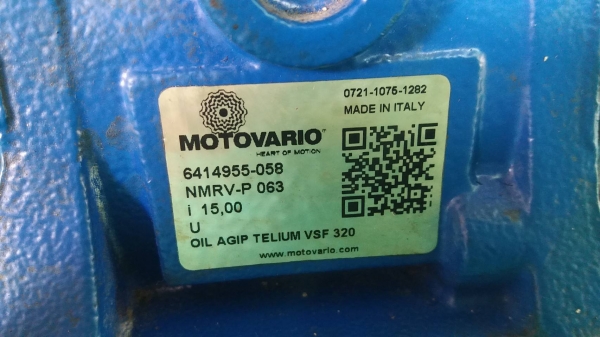 0721-1075-1282
MADE IN ITALY
MOTOVARIO
HEART OF MOTION
6414955-058
NMRV-P 063
i 15,00
U
OIL AGIP TELIUM VSF 320
www.motovario.com